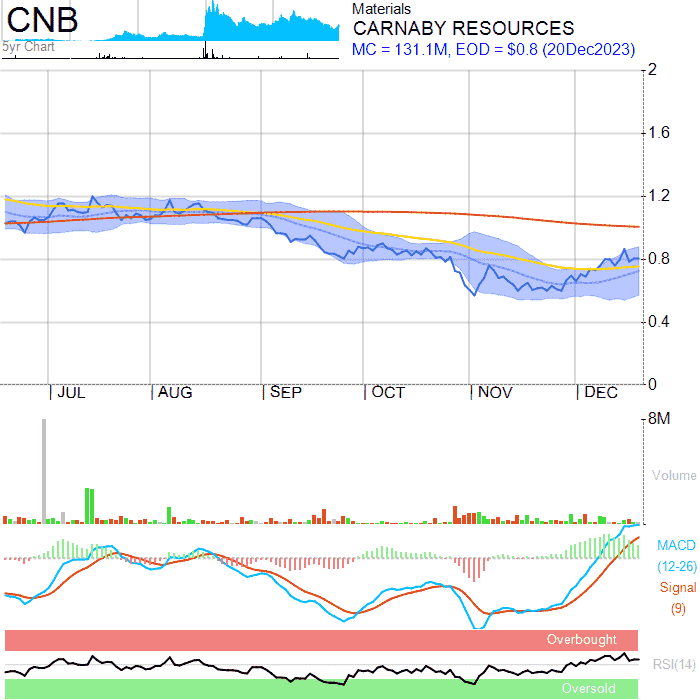 CNB
5yr Chart
Materials
CARNABY RESOURCES
MC = 131.1M, EOD = $0.8 (20Dec2023)
2
1.6
1.2
0.8
0.4
0
JUL AUG SEP OCT NOV DEC
8M
Volume
MACD
(12-26)
Signal
(9)
Overbought
RSI(14)
Oversold